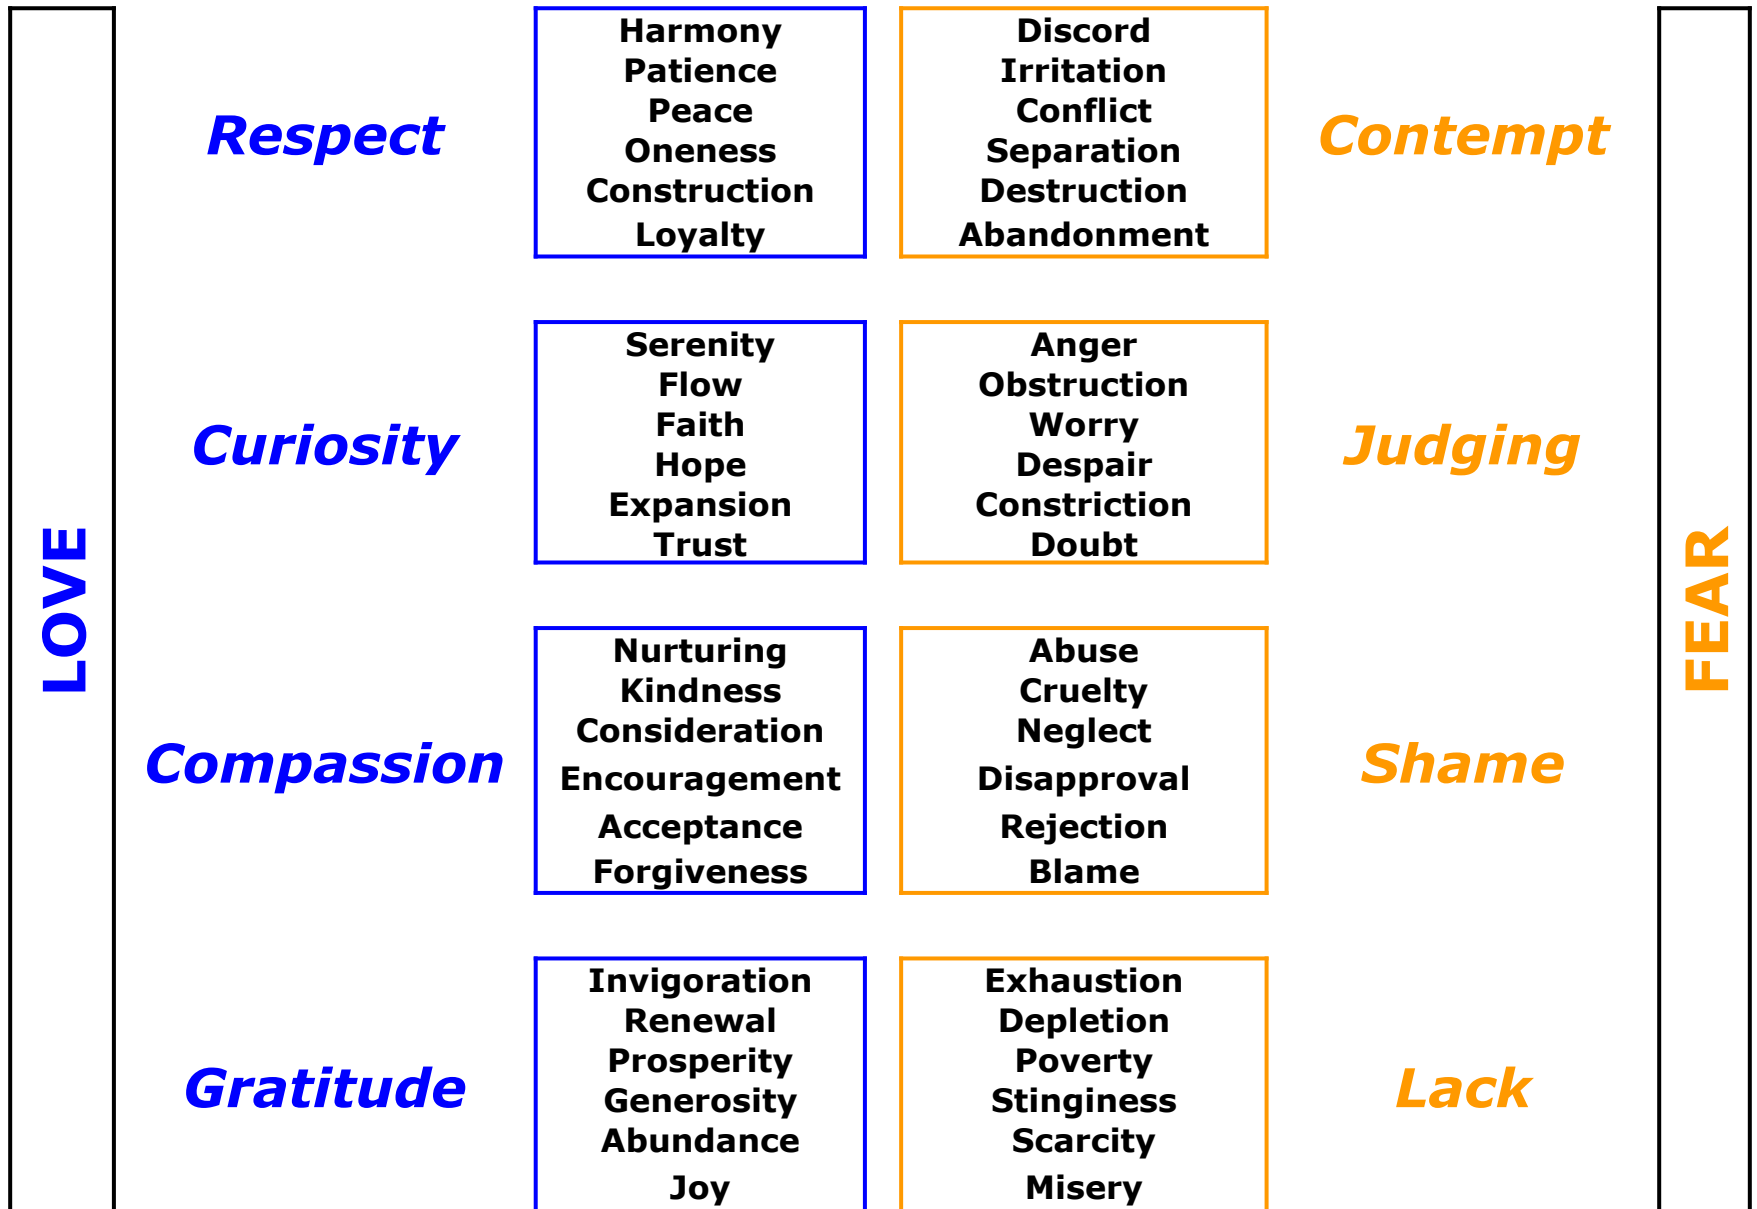 LOVE
Respect
Harmony
Patience
Peace
Oneness
Construction
Loyalty
Discord
Irritation
Conflict
Separation
Destruction
Abandonment
Contempt
Curiosity
Serenity
Flow
Faith
Hope
Expansion
Trust
Anger
Obstruction
Worry
Despair
Constriction
Doubt
Judging
Compassion
Nurturing
Kindness
Consideration
Encouragement
Acceptance
Forgiveness
Abuse
Cruelty
Neglect
Disapproval
Rejection
Blame
Shame
Gratitude
Invigoration
Renewal
Prosperity
Generosity
Abundance
Joy
Exhaustion
Depletion
Poverty
Stinginess
Scarcity
Misery
Lack
FEAR